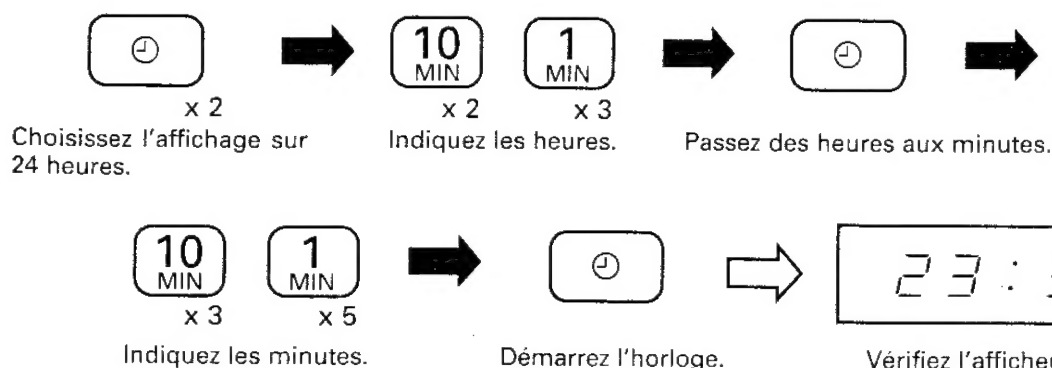 x 2
Choisissez l'affichage sur
24 heures.
10
MIN
x 2
1
MIN
x 3
Indiquez les heures.
Passez des heures aux minutes.
10
MIN
x 3
1
MIN
x 5
Indiquez les minutes.
Démarrez l'horloge.
23:
Vérifiez